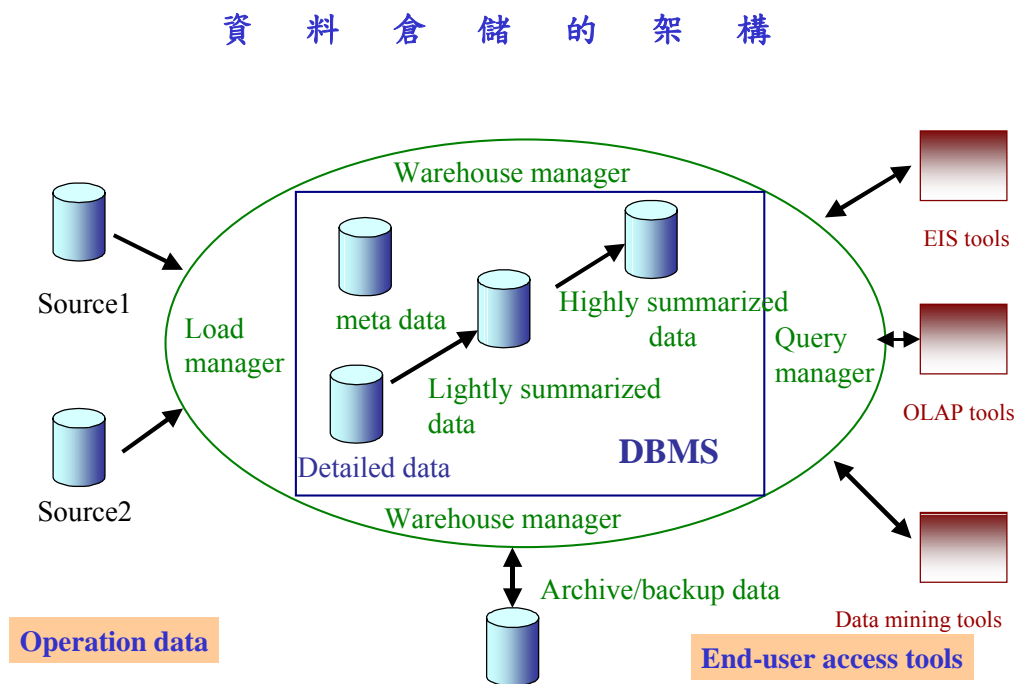 資料倉儲的架構
Warehouse manager
Source1
Load
manager
meta data
Highly summarized
data
Lightly summarized
data
Detailed data
DBMS
Query
manager
EIS tools
OLAP tools
Source2
Warehouse manager
Archive/backup data
Data mining tools
Operation data
End-user access tools